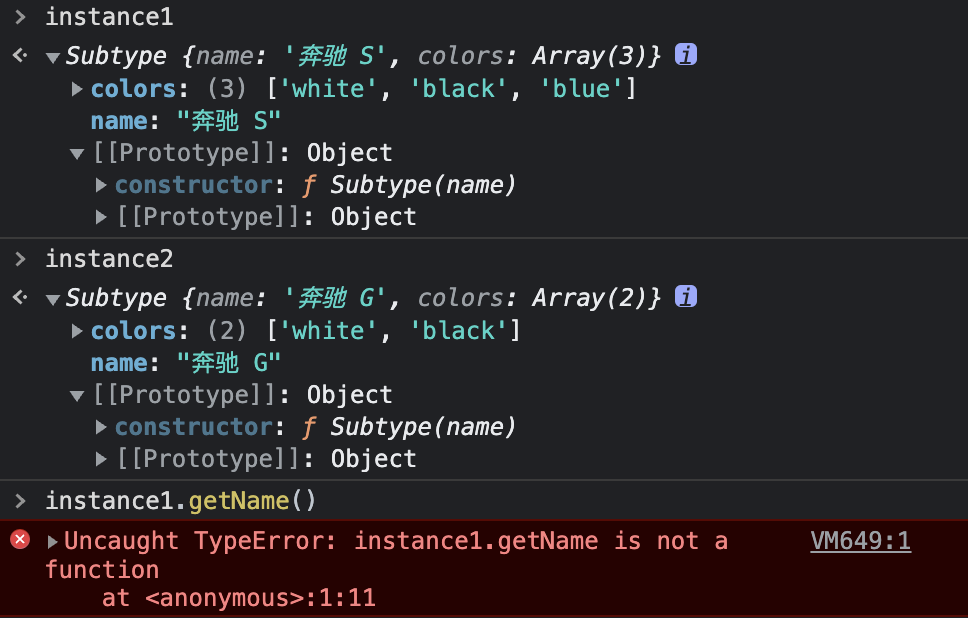 > instance1
<· ▼Subtype {name: '奔驰 S', colors: Array(3)} i
▶colors: (3) ['white', 'black', 'blue']
name: "奔驰 S"
▼[[Prototype]]: Object
▶constructor: ƒ Subtype(name)
▶[[Prototype]]: Object
> instance2
<· ▼Subtype {name: '奔驰 G', colors: Array(2)} i
▶colors: (2) ['white', 'black']
name: "奔驰 G"
▼[[Prototype]]: Object
▶constructor: ƒ Subtype(name)
▶[[Prototype]]: Object
> instance1.getName()
▶Uncaught TypeError: instance1.getName is not a VM649:1
function
at <anonymous>:1:11